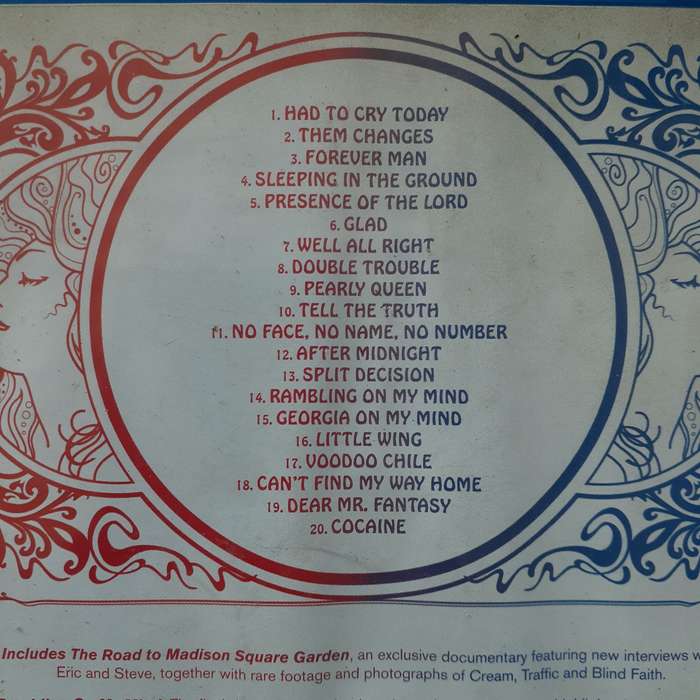 1. HAD TO CRY TODAY
2. THEM CHANGES
3. FOREVER MAN
4. SLEEPING IN THE GROUND
5. PRESENCE OF THE LORD
6. GLAD
7. WELL ALL RIGHT
8. DOUBLE TROUBLE
9. PEARLY QUEEN
10. TELL THE TRUTH
11. NO FACE, NO NAME, NO NUMBER
12. AFTER MIDNIGHT
13. SPLIT DECISION
14. RAMBLING ON MY MIND
15. GEORGIA ON MY MIND
16. LITTLE WING
17. VOODOO CHILE
18. CAN'T FIND MY WAY HOME
19. DEAR MR. FANTASY
20. COCAINE
Includes The Road to Madison Square Garden, an exclusive documentary featuring new interviews
Eric and Steve, together with rare footage and photographs of Cream, Traffic and Blind Faith.